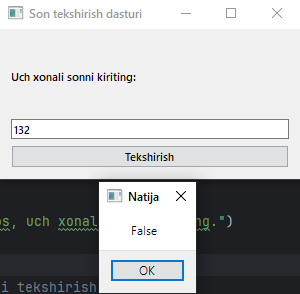 Son tekshirish dasturi
Uch xonali sonni kiriting:
132
Tekshirish
Natija
s, uch xonal
ng.")
False
i tekshirish
OK